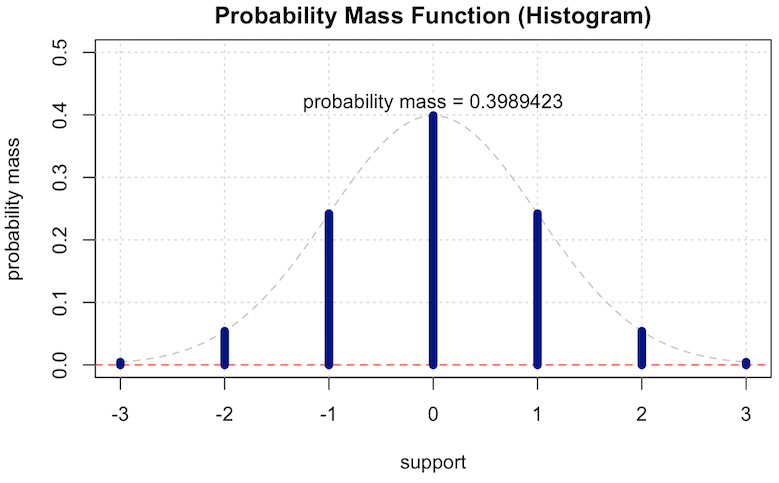 Probability Mass Function (Histogram)
probability mass
0.5
0.4
0.3
0.2
0.1
0.0
probability mass = 0.3989423
-3 -2 -1 0 1 2 3
support